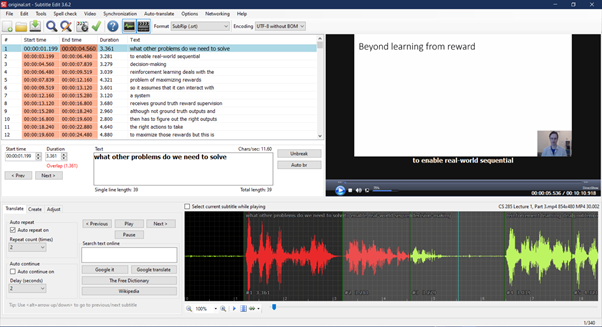 original.srt - Subtitle Edit 3.6.2
File Edit Tools Spell check Video Synchronization Auto-translate Options Networking Help
Format SubRip (.srt) Encoding UTF-8 without BOM
# Start time End time Duration Text
1 00:00:01.199 00:00:04.560 3.361 what other problems do we need to solve
2 00:00:03.199 00:00:06.480 3.281 to enable real-world sequential
3 00:00:04.560 00:00:07.839 3.279 decision-making
4 00:00:06.480 00:00:09.519 3.039 reinforcement learning deals with the
5 00:00:07.839 00:00:12.160 4.321 problem of maximizing rewards
6 00:00:09.519 00:00:13.120 3.601 so it assumes that it can interact with
7 00:00:12.160 00:00:15.280 3.120 a system
8 00:00:13.120 00:00:16.800 3.680 receives ground truth reward supervision
9 00:00:15.280 00:00:18.240 2.960 although not ground truth outputs and
10 00:00:16.800 00:00:22.880 then has to figure out the right outputs
11 00:00:18.240 00:00:22.880 4.640 the right actions to take
12 00:00:19.600 00:00:24.480 4.880 to maximize those rewards but this is
Start time Duration Text Chars/sec: 11.60
00:00:01.199 3.361 what other problems do we need to solve
Overlap (1.361)
< Prev Next >
Unbreak
Auto br
Single line length: 39 Total length: 39
Beyond learning from reward
to enable real-world sequential
00:00:05.536 / 00:10:10.918
Translate Create Adjust
Auto repeat
Auto repeat on
Repeat count (times)
2
Auto continue
Auto continue on
Delay (seconds)
2
< Previous Play Next >
Pause
Search text online
Google it Google translate
The Free Dictionary
Wikipedia
Tip: Use <alt+arrow up/down> to go to previous/next subtitle
Select current subtitle while playing CS 285 Lecture 1, Part 3.mp4 854x480 MP4 30.002
what other problems do we need to solve
100%
1/340